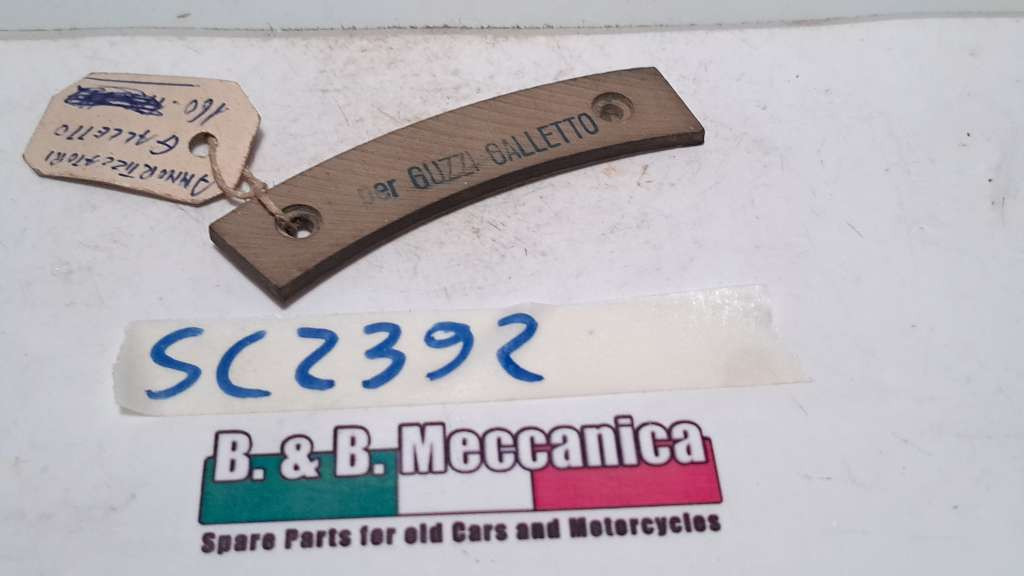 AMMORTIZZATORI
GALLETTO
160
per GUZZI GALLETTO
SC2392
B. & B. Meccanica
Spare Parts for old Cars and Motorcycles